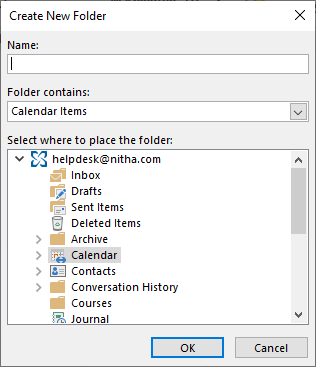 Create New Folder
Name:
Folder contains:
Calendar Items
Select where to place the folder:
helpdesk@nitha.com
Inbox
Drafts
Sent Items
Deleted Items
Archive
Calendar
Contacts
Conversation History
Courses
Journal
OK
Cancel